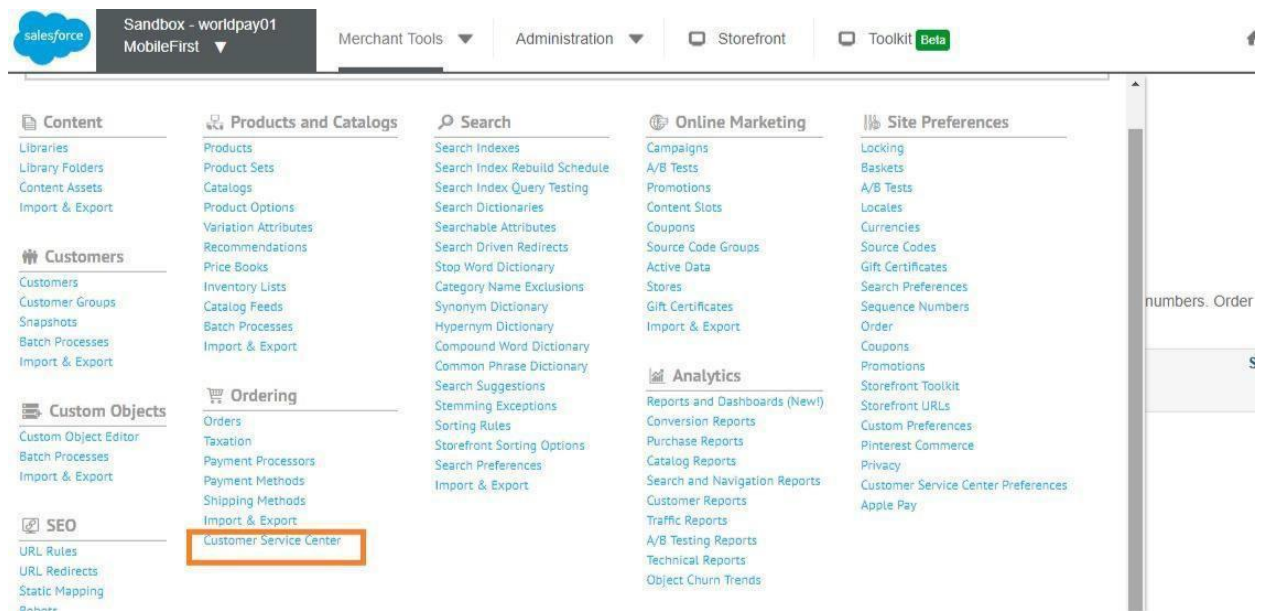 salesforce
Sandbox - worldpay01
MobileFirst ▼
Merchant Tools ▼
Administration ▼
Storefront
Toolkit Beta
Content
Libraries
Library Folders
Content Assets
Import & Export
Customers
Customers
Customer Groups
Snapshots
Batch Processes
Import & Export
Custom Objects
Custom Object Editor
Batch Processes
Import & Export
SEO
URL Rules
URL Redirects
Static Mapping
Robots
Products and Catalogs
Products
Product Sets
Catalogs
Product Options
Variation Attributes
Recommendations
Price Books
Inventory Lists
Catalog Feeds
Batch Processes
Import & Export
Ordering
Orders
Taxation
Payment Processors
Payment Methods
Shipping Methods
Import & Export
Customer Service Center
Search
Search Indexes
Search Index Rebuild Schedule
Search Index Query Testing
Search Dictionaries
Searchable Attributes
Search Driven Redirects
Stop Word Dictionary
Category Name Exclusions
Synonym Dictionary
Hypernym Dictionary
Compound Word Dictionary
Common Phrase Dictionary
Search Suggestions
Stemming Exceptions
Sorting Rules
Storefront Sorting Options
Search Preferences
Import & Export
Online Marketing
Campaigns
A/B Tests
Promotions
Content Slots
Coupons
Source Code Groups
Active Data
Stores
Gift Certificates
Import & Export
Analytics
Reports and Dashboards (New!)
Conversion Reports
Purchase Reports
Catalog Reports
Search and Navigation Reports
Customer Reports
Traffic Reports
A/B Testing Reports
Technical Reports
Object Churn Trends
Site Preferences
Locking
Baskets
A/B Tests
Locales
Currencies
Source Codes
Gift Certificates
Search Preferences
Sequence Numbers
Order
Coupons
Promotions
Storefront Toolkit
Storefront URLs
Custom Preferences
Pinterest Commerce
Privacy
Customer Service Center Preferences
Apple Pay
numbers. Order